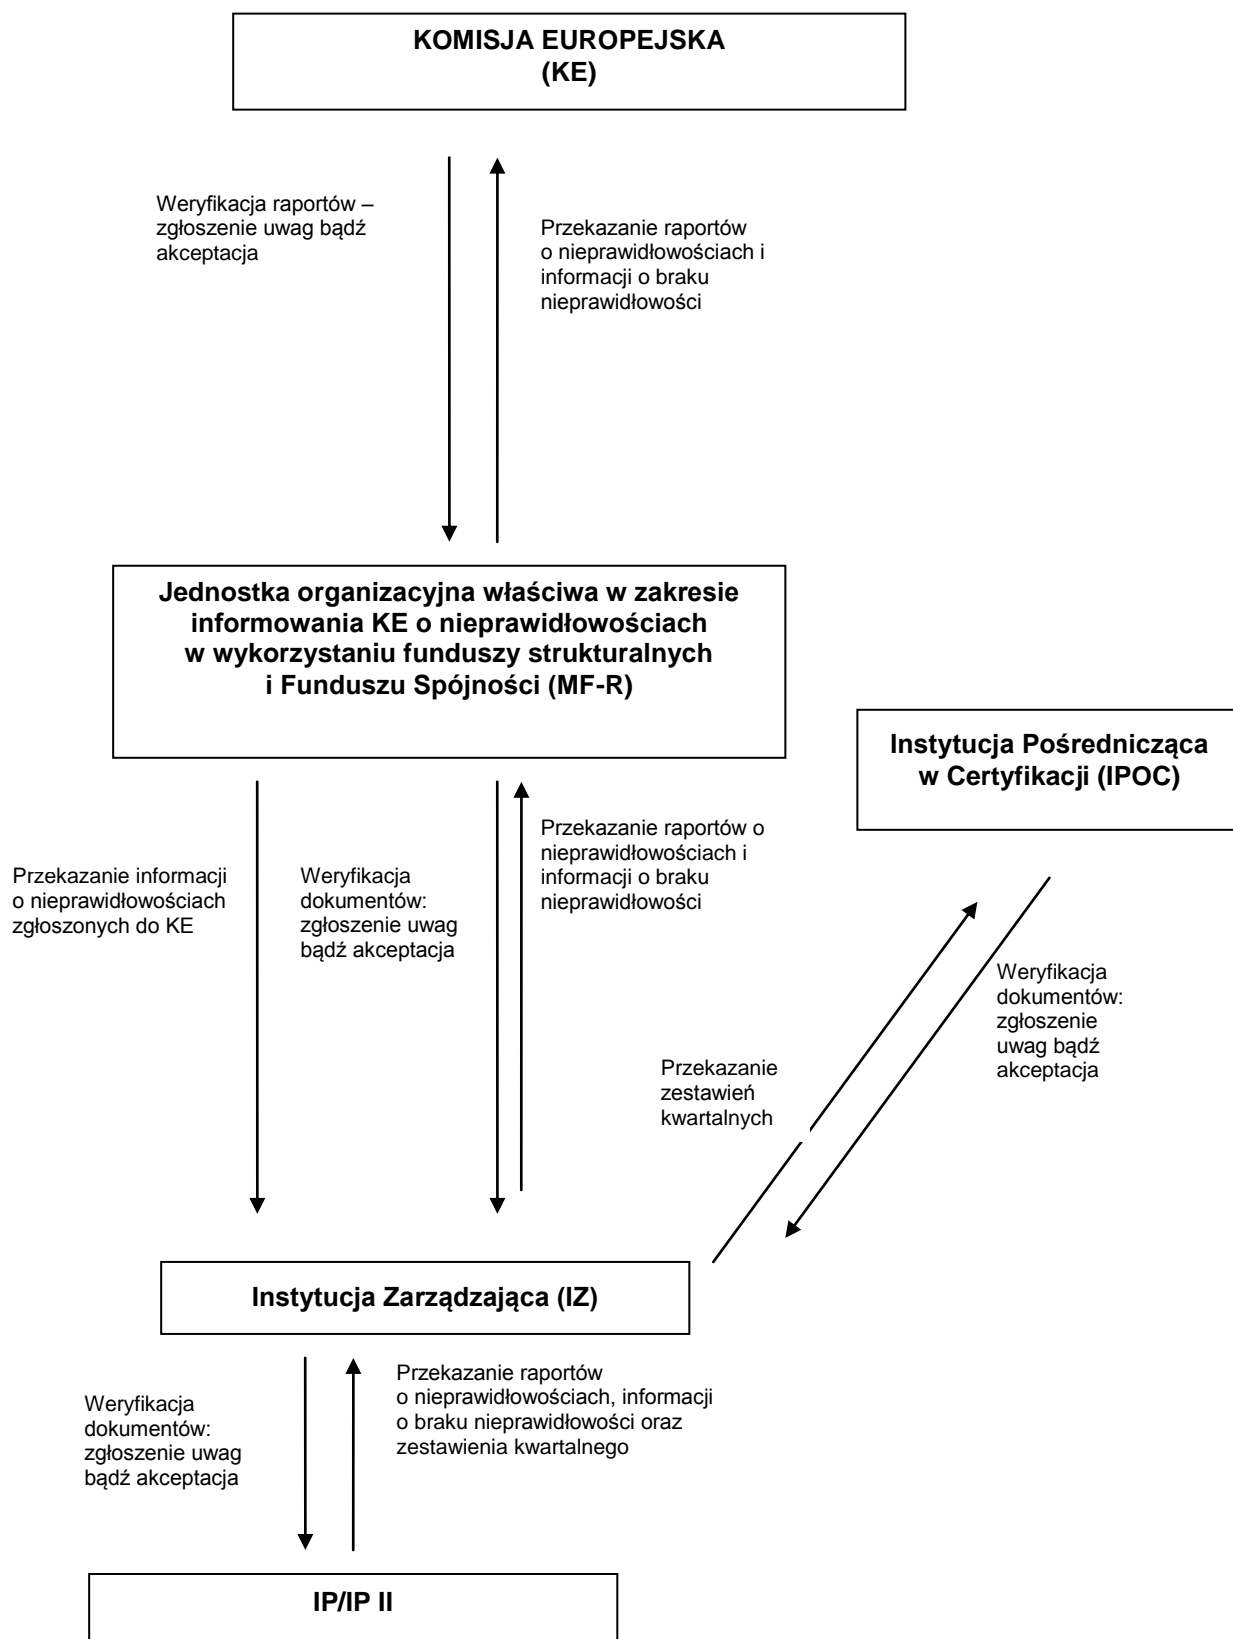 KOMISJA EUROPEJSKA
(KE)
Weryfikacja raportów –
zgłoszenie uwag bądź
akceptacja
Przekazanie raportów
o nieprawidłowościach i
informacji o braku
nieprawidłowości
Jednostka organizacyjna właściwa w zakresie
informowania KE o nieprawidłowościach
w wykorzystaniu funduszy strukturalnych
i Funduszu Spójności (MF-R)
Instytucja Pośrednicząca
w Certyfikacji (IPOC)
Przekazanie informacji
o nieprawidłowościach
zgłoszonych do KE
Weryfikacja
dokumentów:
zgłoszenie uwag
bądź akceptacja
Przekazanie raportów o
nieprawidłowościach i
informacji o braku
nieprawidłowości
Weryfikacja
dokumentów:
zgłoszenie
uwag bądź
akceptacja
Przekazanie
zestawień
kwartalnych
Instytucja Zarządzająca (IZ)
Weryfikacja
dokumentów:
zgłoszenie uwag
bądź akceptacja
Przekazanie raportów
o nieprawidłowościach, informacji
o braku nieprawidłowości oraz
zestawienia kwartalnego
IP/IP II